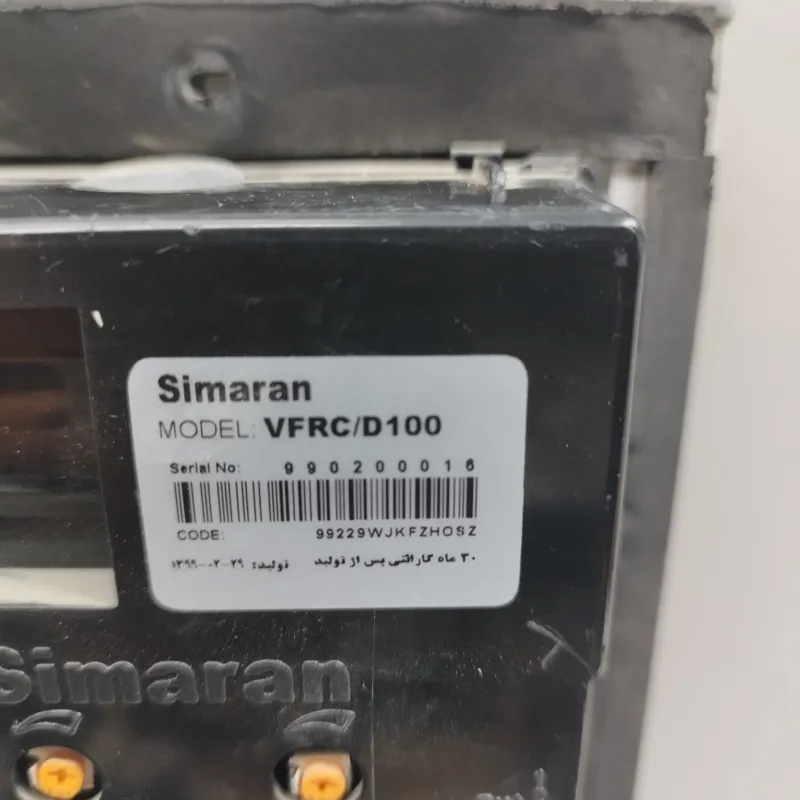 Simaran
MODEL: VFRC/D100
Serial No: 990200016
CODE: 99229WJKFZHOSZ
۳۰ ماه گارانتی پس از تولید تولید: ۱۳۹۹-۰۲-۲۹
Simaran